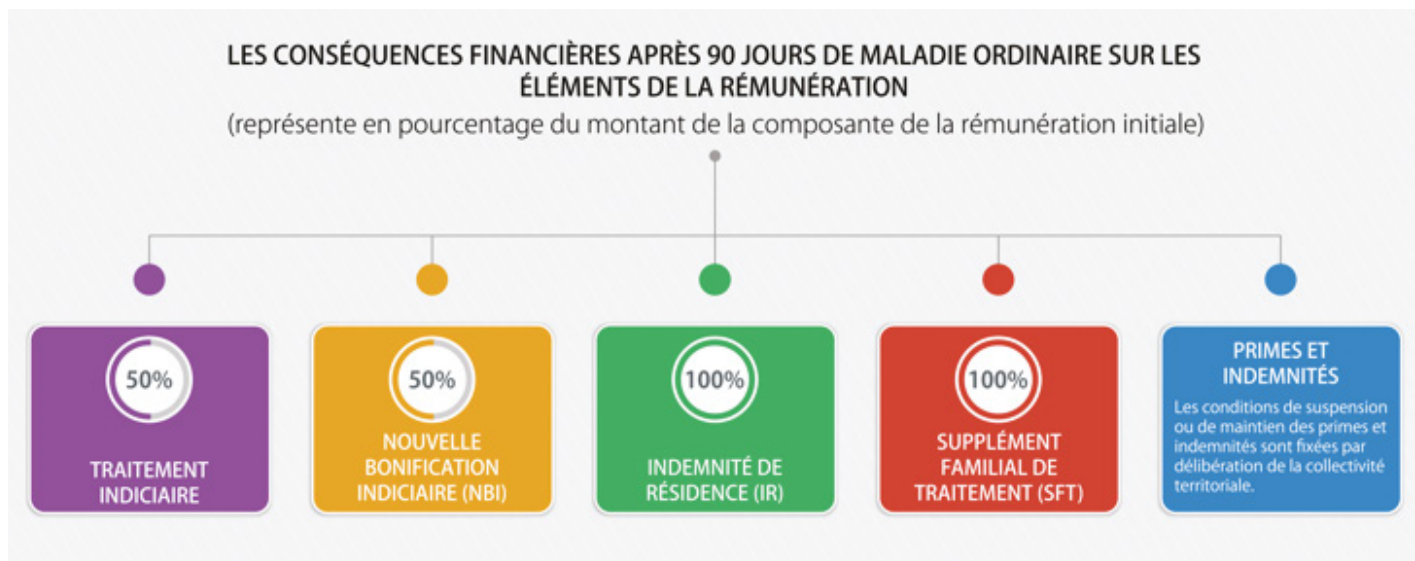 LES CONSÉQUENCES FINANCIÈRES APRÈS 90 JOURS DE MALADIE ORDINAIRE SUR LES
ÉLÉMENTS DE LA RÉMUNÉRATION
(représente en pourcentage du montant de la composante de la rémunération initiale)
50%
TRAITEMENT
INDICIAIRE
50%
NOUVELLE
BONIFICATION
INDICIAIRE (NBI)
100%
INDEMNITÉ DE
RÉSIDENCE (IR)
100%
SUPPLÉMENT
FAMILIAL DE
TRAITEMENT (SFT)
PRIMES ET
INDEMNITÉS
Les conditions de suspension
ou de maintien des primes et
indemnités sont fixées par
délibération de la collectivité
territoriale.